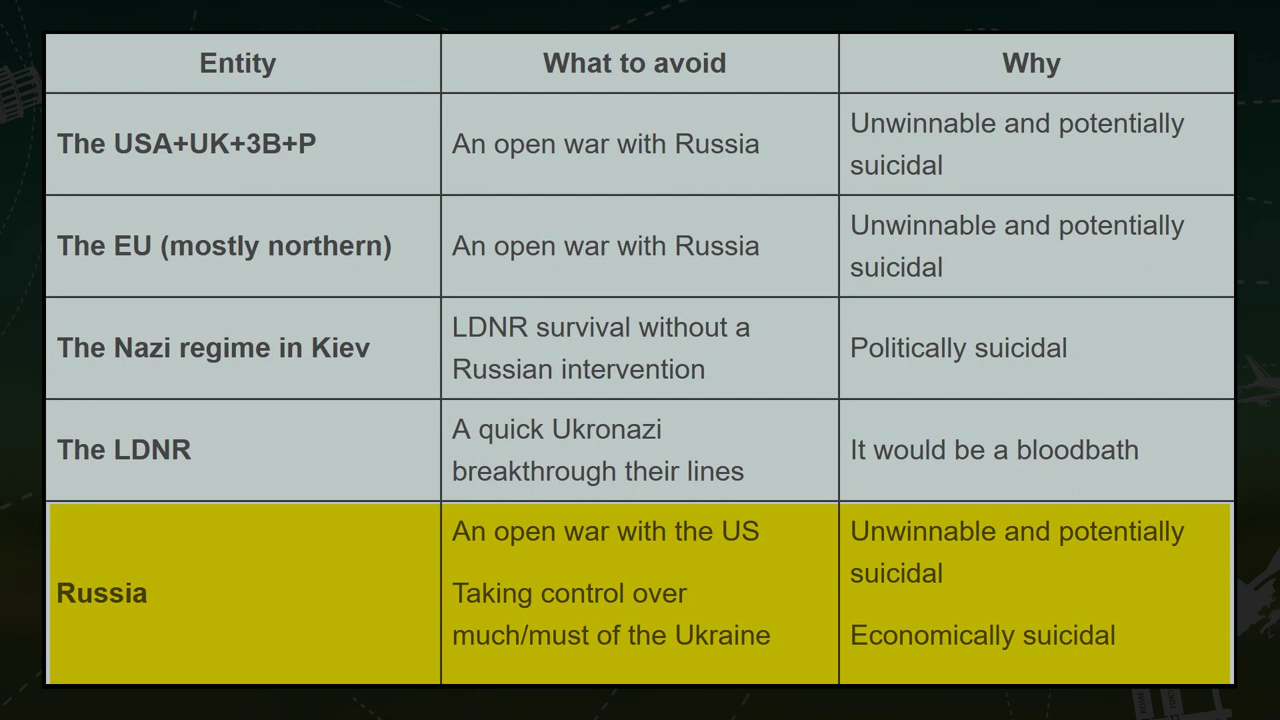 Entity
What to avoid
Why
The USA+UK+3B+P
An open war with Russia
Unwinnable and potentially
suicidal
The EU (mostly northern)
An open war with Russia
Unwinnable and potentially
suicidal
The Nazi regime in Kiev
LDNR survival without a
Russian intervention
Politically suicidal
The LDNR
A quick Ukronazi
breakthrough their lines
It would be a bloodbath
Russia
An open war with the US
Taking control over
much/must of the Ukraine
Unwinnable and potentially
suicidal
Economically suicidal